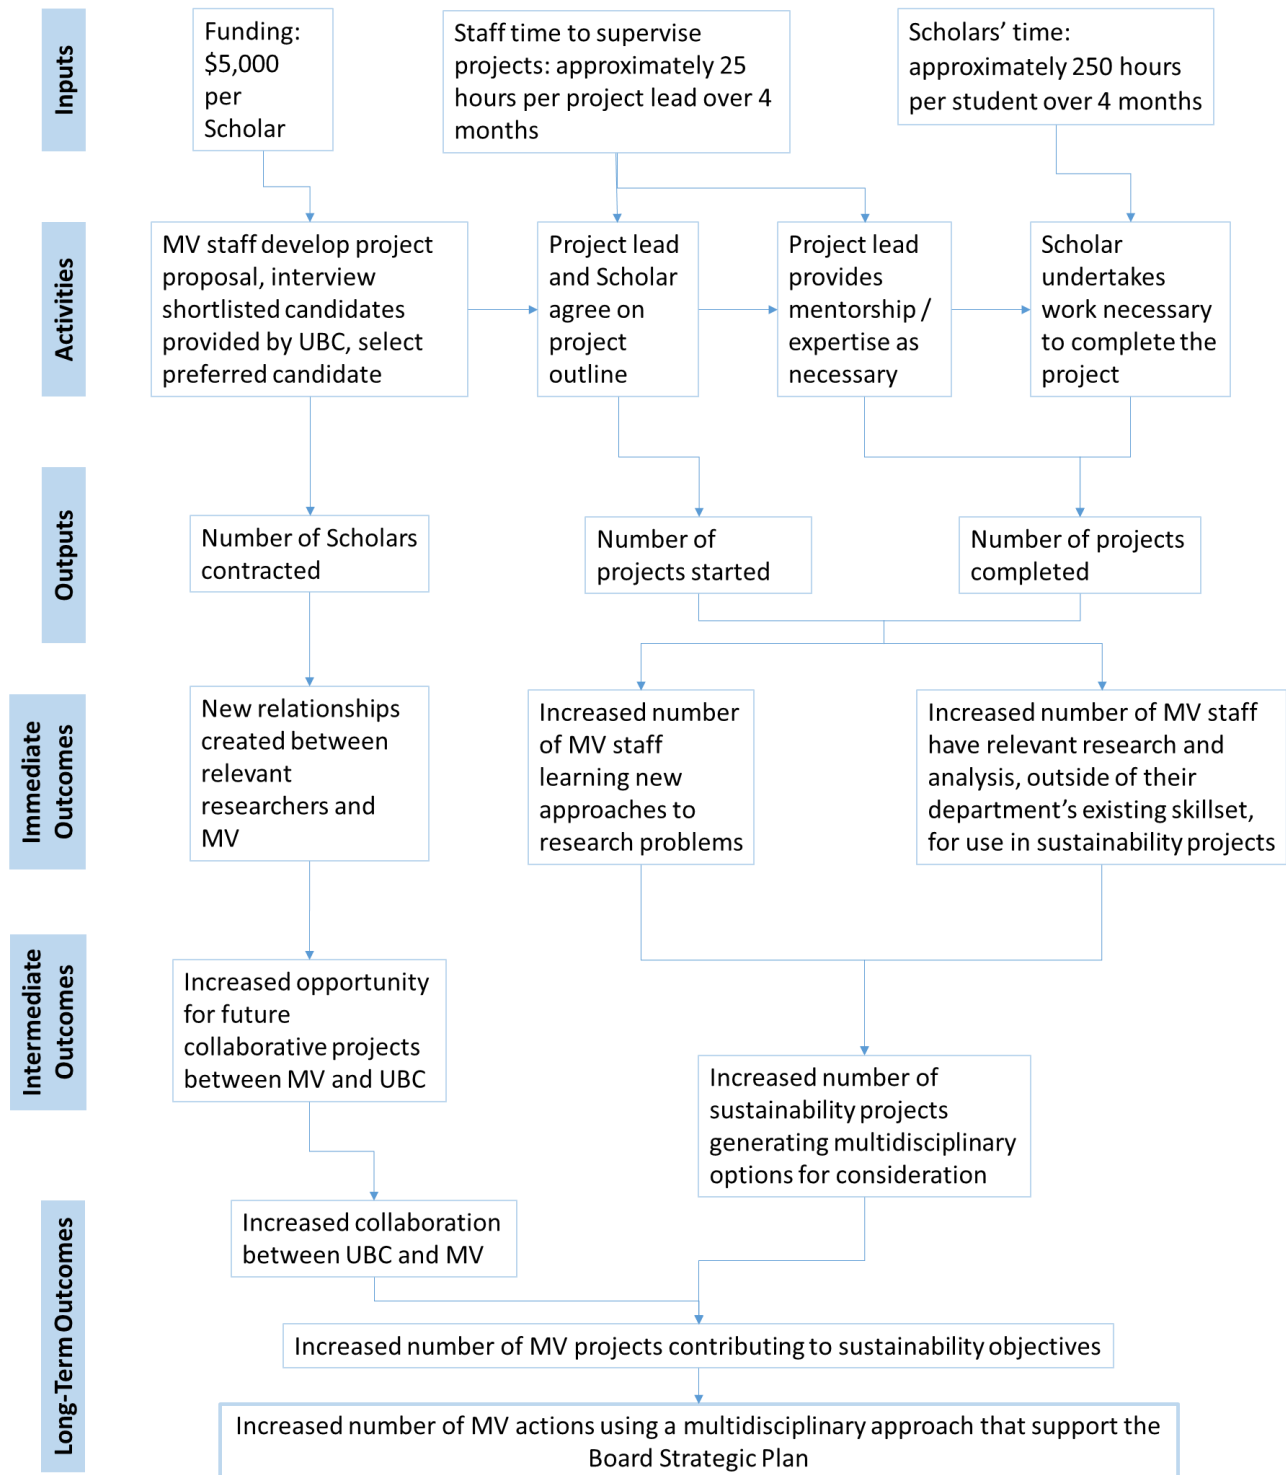 Inputs
Funding:
$5,000
per
Scholar
Staff time to supervise
projects: approximately 25
hours per project lead over 4
months
Scholars’ time:
approximately 250 hours
per student over 4 months
Activities
MV staff develop project
proposal, interview
shortlisted candidates
provided by UBC, select
preferred candidate
Project lead
and Scholar
agree on
project
outline
Project lead
provides
mentorship /
expertise as
necessary
Scholar
undertakes
work necessary
to complete the
project
Outputs
Number of Scholars
contracted
Number of
projects started
Number of projects
completed
Immediate
Outcomes
New relationships
created between
relevant
researchers and
MV
Increased number
of MV staff
learning new
approaches to
research problems
Increased number of MV staff
have relevant research and
analysis, outside of their
department’s existing skillset,
for use in sustainability projects
Intermediate
Outcomes
Increased opportunity
for future
collaborative projects
between MV and UBC
Increased number of
sustainability projects
generating multidisciplinary
options for consideration
Long-Term Outcomes
Increased collaboration
between UBC and MV
Increased number of MV projects contributing to sustainability objectives
Increased number of MV actions using a multidisciplinary approach that support the
Board Strategic Plan